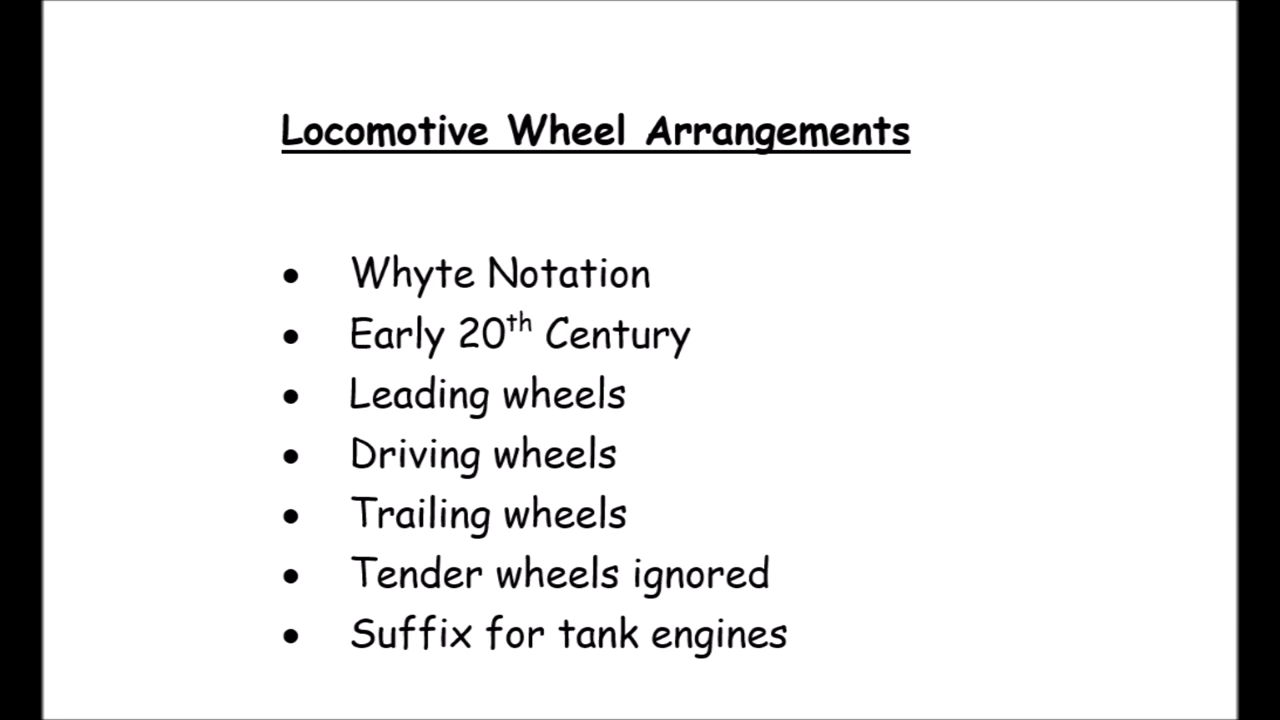 Locomotive Wheel Arrangements
• Whyte Notation
• Early 20th Century
• Leading wheels
• Driving wheels
• Trailing wheels
• Tender wheels ignored
• Suffix for tank engines